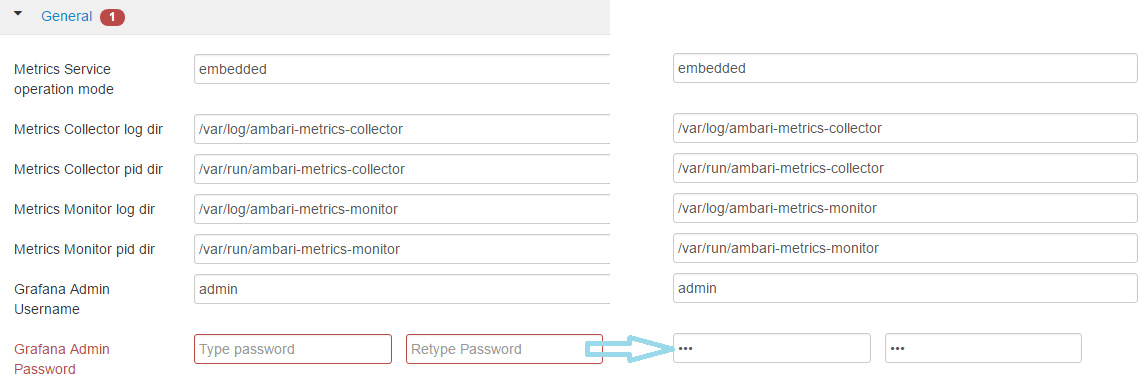 General 1
Metrics Service operation mode embedded embedded
Metrics Collector log dir /var/log/ambari-metrics-collector /var/log/ambari-metrics-collector
Metrics Collector pid dir /var/run/ambari-metrics-collector /var/run/ambari-metrics-collector
Metrics Monitor log dir /var/log/ambari-metrics-monitor /var/log/ambari-metrics-monitor
Metrics Monitor pid dir /var/run/ambari-metrics-monitor /var/run/ambari-metrics-monitor
Grafana Admin Username admin admin
Grafana Admin Password Type password Retype Password ••• •••